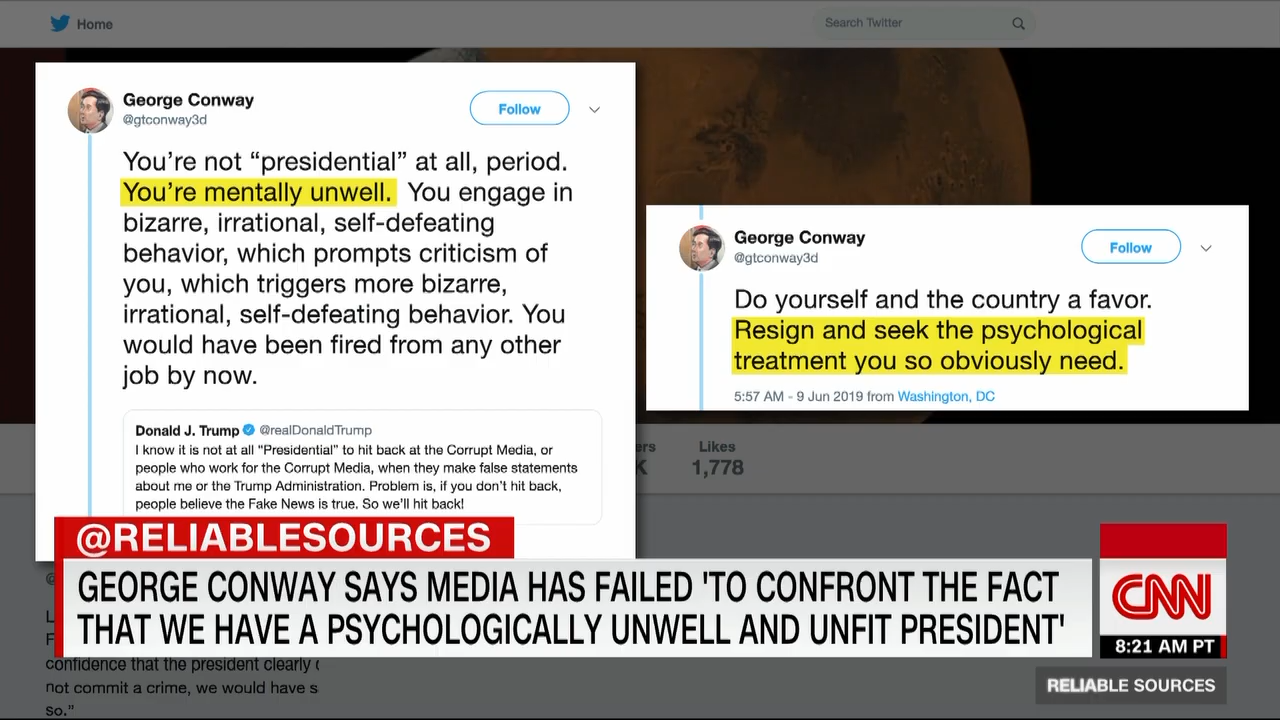 Home
Search Twitter
George Conway
@gtconway3d
Follow
You're not “presidential” at all, period.
You're mentally unwell. You engage in
bizarre, irrational, self-defeating
behavior, which prompts criticism of
you, which triggers more bizarre,
irrational, self-defeating behavior. You
would have been fired from any other
job by now.
Donald J. Trump @realDonaldTrump
I know it is not at all “Presidential” to hit back at the Corrupt Media, or
people who work for the Corrupt Media, when they make false statements
about me or the Trump Administration. Problem is, if you don't hit back,
people believe the Fake News is true. So we'll hit back!
George Conway
@gtconway3d
Follow
Do yourself and the country a favor.
Resign and seek the psychological
treatment you so obviously need.
5:57 AM - 9 Jun 2019 from Washington, DC
Likes
1,778
@RELIABLESOURCES
GEORGE CONWAY SAYS MEDIA HAS FAILED 'TO CONFRONT THE FACT
THAT WE HAVE A PSYCHOLOGICALLY UNWELL AND UNFIT PRESIDENT'
CNN
8:21 AM PT
RELIABLE SOURCES
confidence that the president clearly
not commit a crime, we would have
so.”